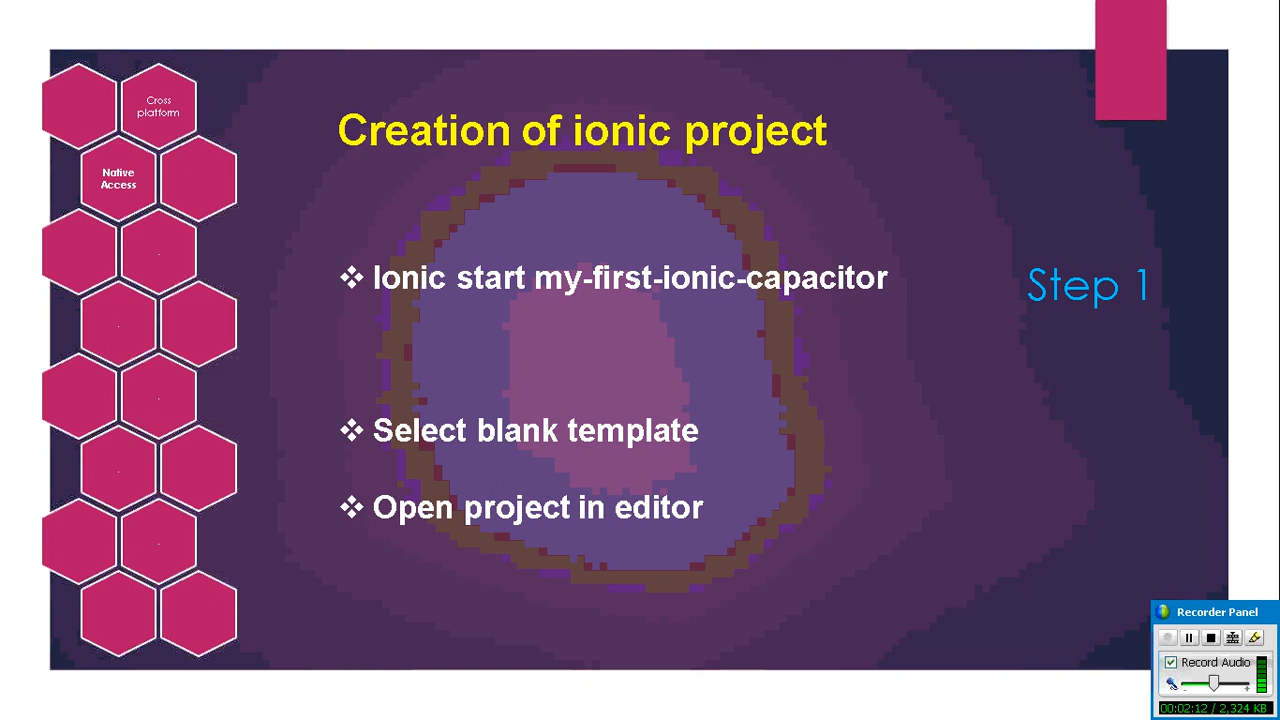 Cross
platform
Native
Access
Creation of ionic project
❖ Ionic start my-first-ionic-capacitor
Step 1
❖ Select blank template
❖ Open project in editor
Recorder Panel
Record Audio
- +
00:02:12 / 2,324 KB